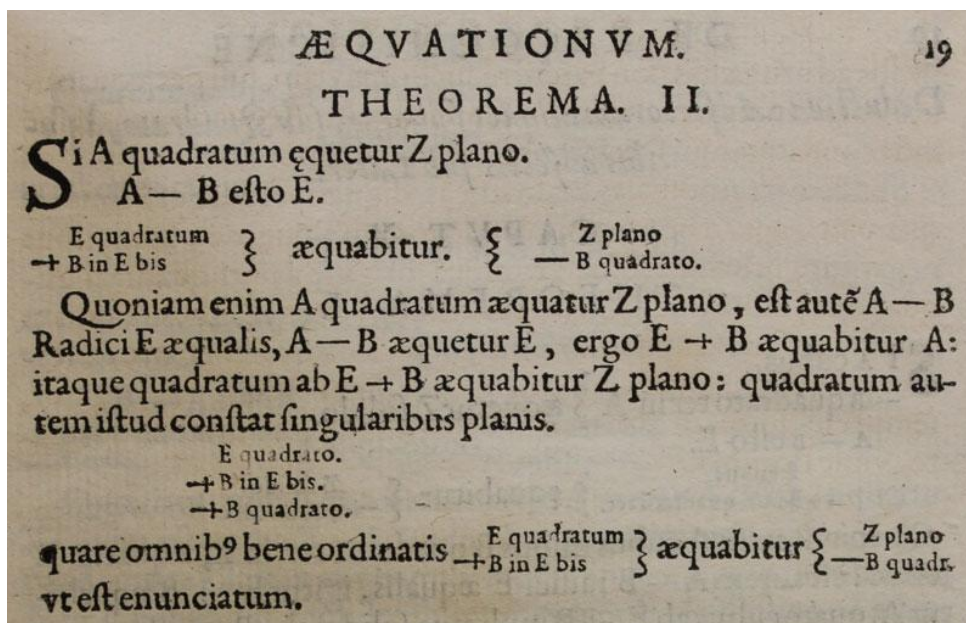 ÆQVATIONVM. 19
THEOREMA. II.
Si A quadratum ęquetur Z plano.
A — B eſto E.
E quadratum
+ B in E bis } æquabitur. { Z plano
— B quadrato.
Quoniam enim A quadratum æquatur Z plano, eſt autẽ A — B
Radici E æqualis, A — B æquetur E, ergo E + B æquabitur A:
itaque quadratum ab E + B æquabitur Z plano: quadratum au-
tem iſtud conſtat ſingularibus planis.
E quadrato.
+ B in E bis.
+ B quadrato.
quare omnibꝰ bene ordinatis E quadratum
+ B in E bis } æquabitur { Z plano
— B quadr.
vt eſt enunciatum.